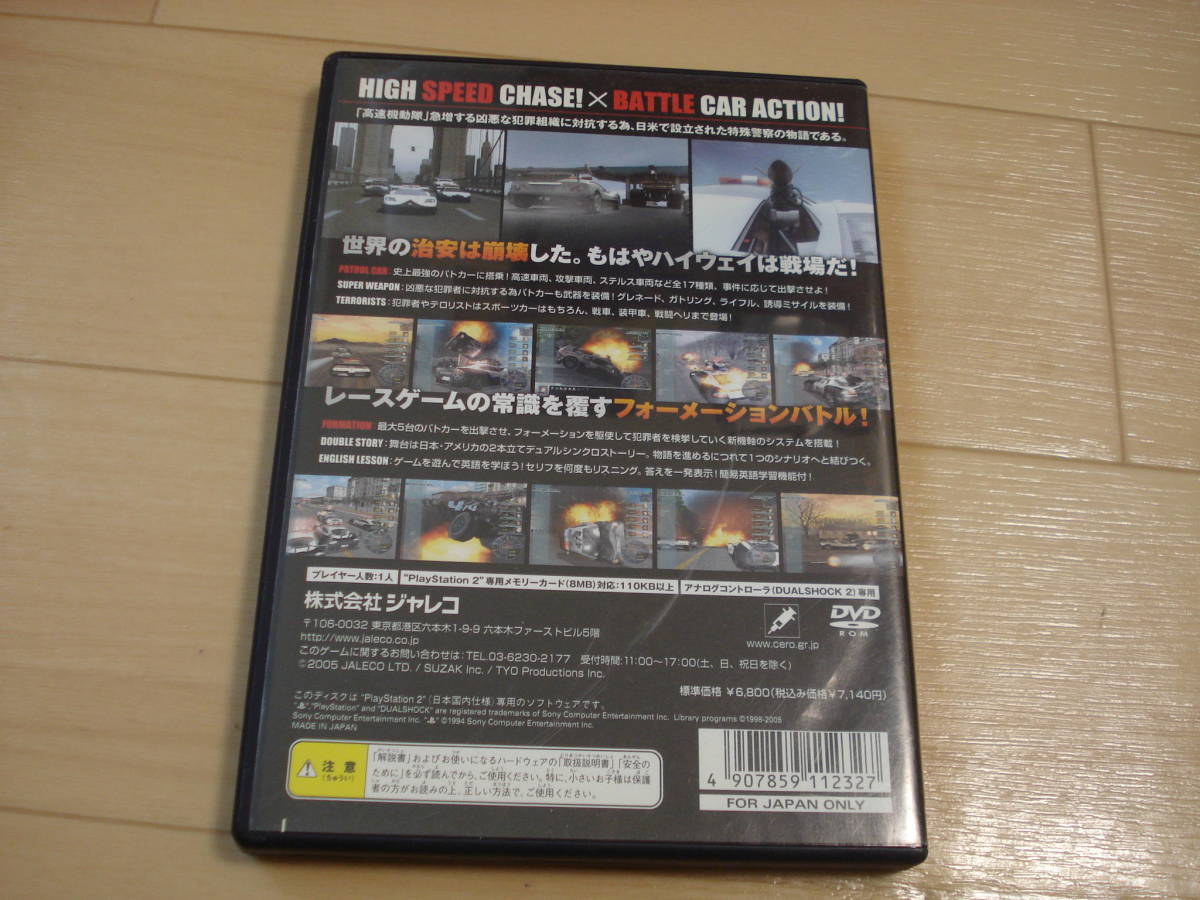 HIGH SPEED CHASE! × BATTLE CAR ACTION!
「高速機動隊」急増する凶悪な犯罪組織に対抗する為、日米で設立された特殊警察の物語である。
世界の治安は崩壊した。もはやハイウェイは戦場だ！
PATROL CAR：史上最強のパトカーに搭乗！高速車両、攻撃車両、ステルス車両など全17種類、事件に応じて出撃させよ！
SUPER WEAPON：凶悪な犯罪者に対抗する為パトカーも武器を装備！グレネード、ガトリング、ライフル、誘導ミサイルを装備！
TERRORISTS：犯罪者やテロリストはスポーツカーはもちろん、戦車、装甲車、戦闘ヘリまで登場！
レースゲームの常識を覆すフォーメーションバトル！
FORMATION：最大5台のパトカーを出撃させ、フォーメーションを駆使して犯罪者を検挙していく新機軸のシステムを搭載！
DOUBLE STORY：舞台は日本・アメリカの2本立てデュアルシンクロストーリー。物語を進めるにつれて1つのシナリオへと結びつく。
ENGLISH LESSON：ゲームを遊んで英語を学ぼう！セリフを何度もリスニング。答えを一発表示！簡易英語学習機能付！
プレイヤー人数：1人
"PlayStation 2"専用メモリーカード(8MB)対応：110KB以上
アナログコントローラ(DUALSHOCK 2)専用
株式会社 ジャレコ
〒106-0032 東京都港区六本木1-9-9 六本木ファーストビル5階
http://www.jaleco.co.jp
このゲームに関するお問い合わせは：TEL.03-6230-2177 受付時間：11:00〜17:00(土、日、祝日を除く)
©2005 JALECO LTD. / SUZAK Inc. / TYO Productions Inc.
www.cero.gr.jp
DVD
ROM
標準価格 ￥6,800(税込み価格￥7,140円)
このディスクは "PlayStation 2"(日本国内仕様) 専用のソフトウェアです。
"PlayStation" and "DUALSHOCK" are registered trademarks of Sony Computer Entertainment Inc. Library programs ©1998-2005
Sony Computer Entertainment Inc. ©1994 Sony Computer Entertainment Inc.
MADE IN JAPAN
注意
(ちゅうい)
「解説書」およびお使いになるハードウェアの「取扱説明書」「安全の
ために」を必ず読んでから、ご使用ください。特に、小さいお子様は保護
者の方がお読みの上、正しい方法で、ご使用ください。
4 907859 112327
FOR JAPAN ONLY